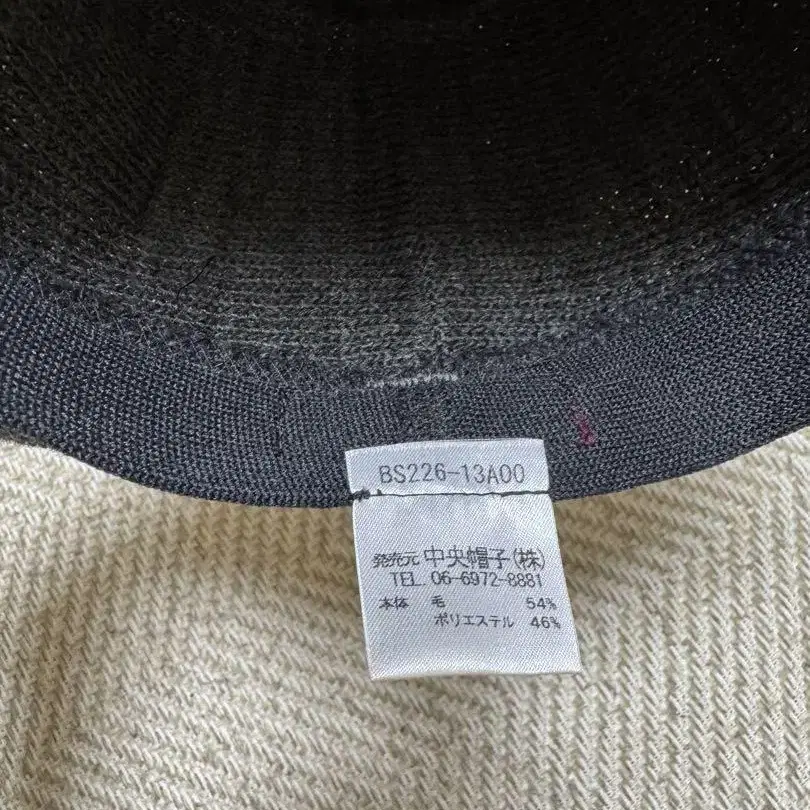 BS226-13A00
発売元 中央帽子(株)
TEL 06-6972-8881
本体 毛 54%
ポリエステル 46%